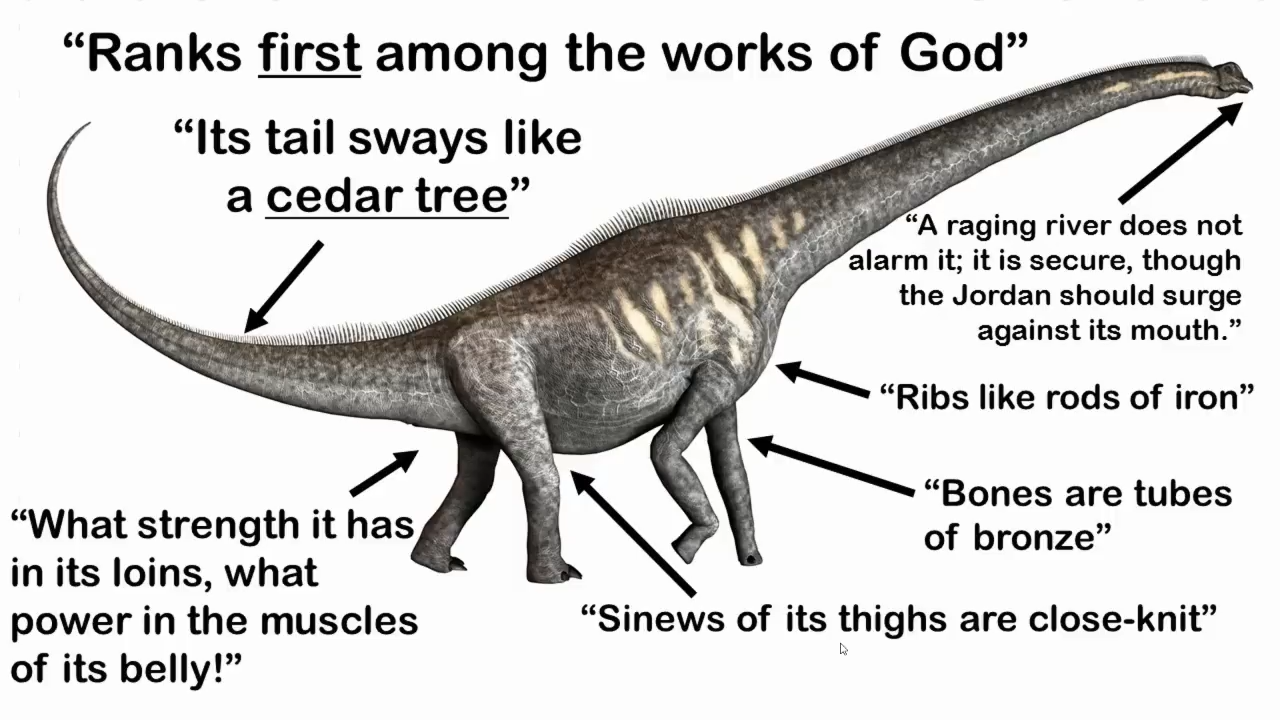 “Ranks first among the works of God”
“Its tail sways like
a cedar tree”
“A raging river does not
alarm it; it is secure, though
the Jordan should surge
against its mouth.”
“Ribs like rods of iron”
“Bones are tubes
of bronze”
“What strength it has
in its loins, what
power in the muscles
of its belly!”
“Sinews of its thighs are close-knit”